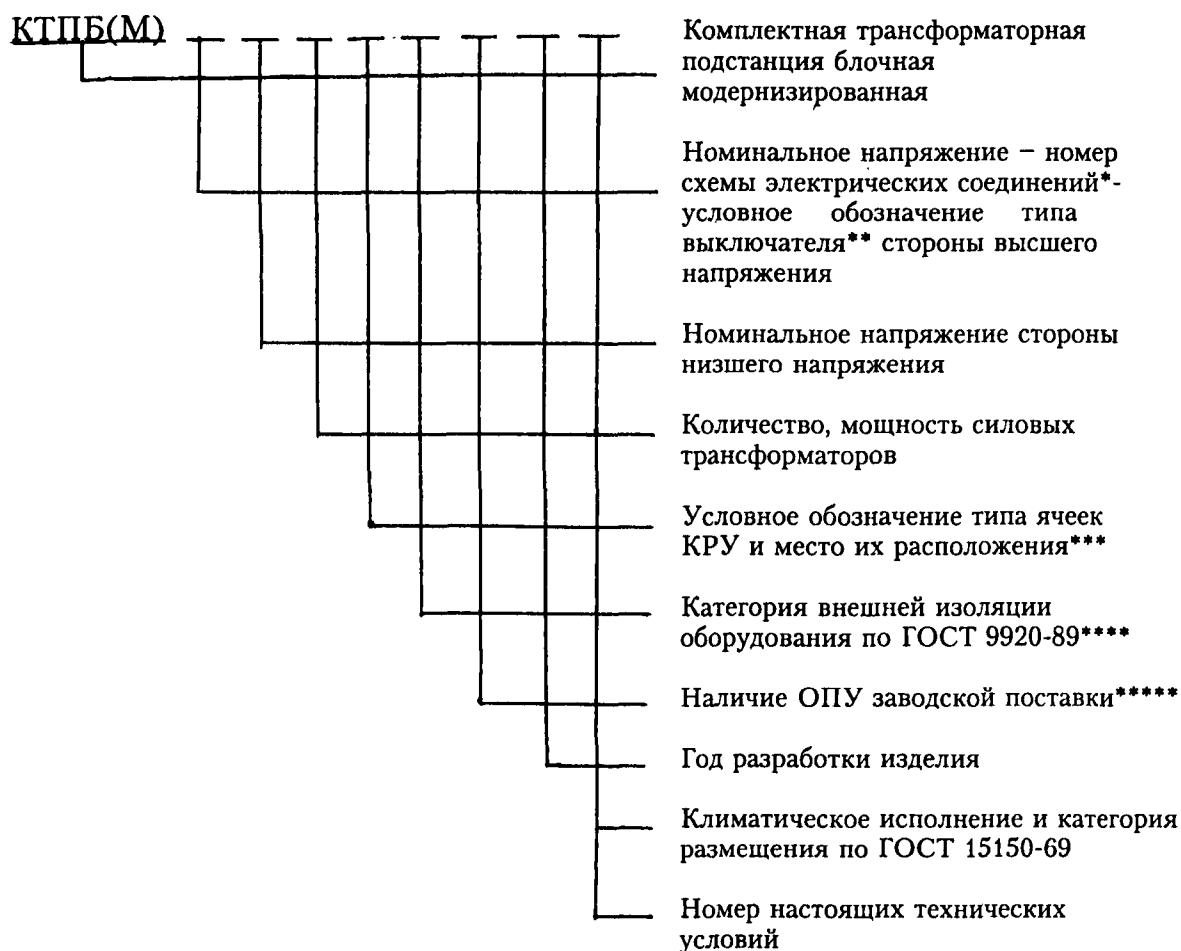 КТПБ(М)
Комплектная трансформаторная
подстанция блочная
модернизированная
Номинальное напряжение – номер
схемы электрических соединений*-
условное обозначение типа
выключателя** стороны высшего
напряжения
Номинальное напряжение стороны
низшего напряжения
Количество, мощность силовых
трансформаторов
Условное обозначение типа ячеек
КРУ и место их расположения***
Категория внешней изоляции
оборудования по ГОСТ 9920-89****
Наличие ОПУ заводской поставки*****
Год разработки изделия
Климатическое исполнение и категория
размещения по ГОСТ 15150-69
Номер настоящих технических
условий